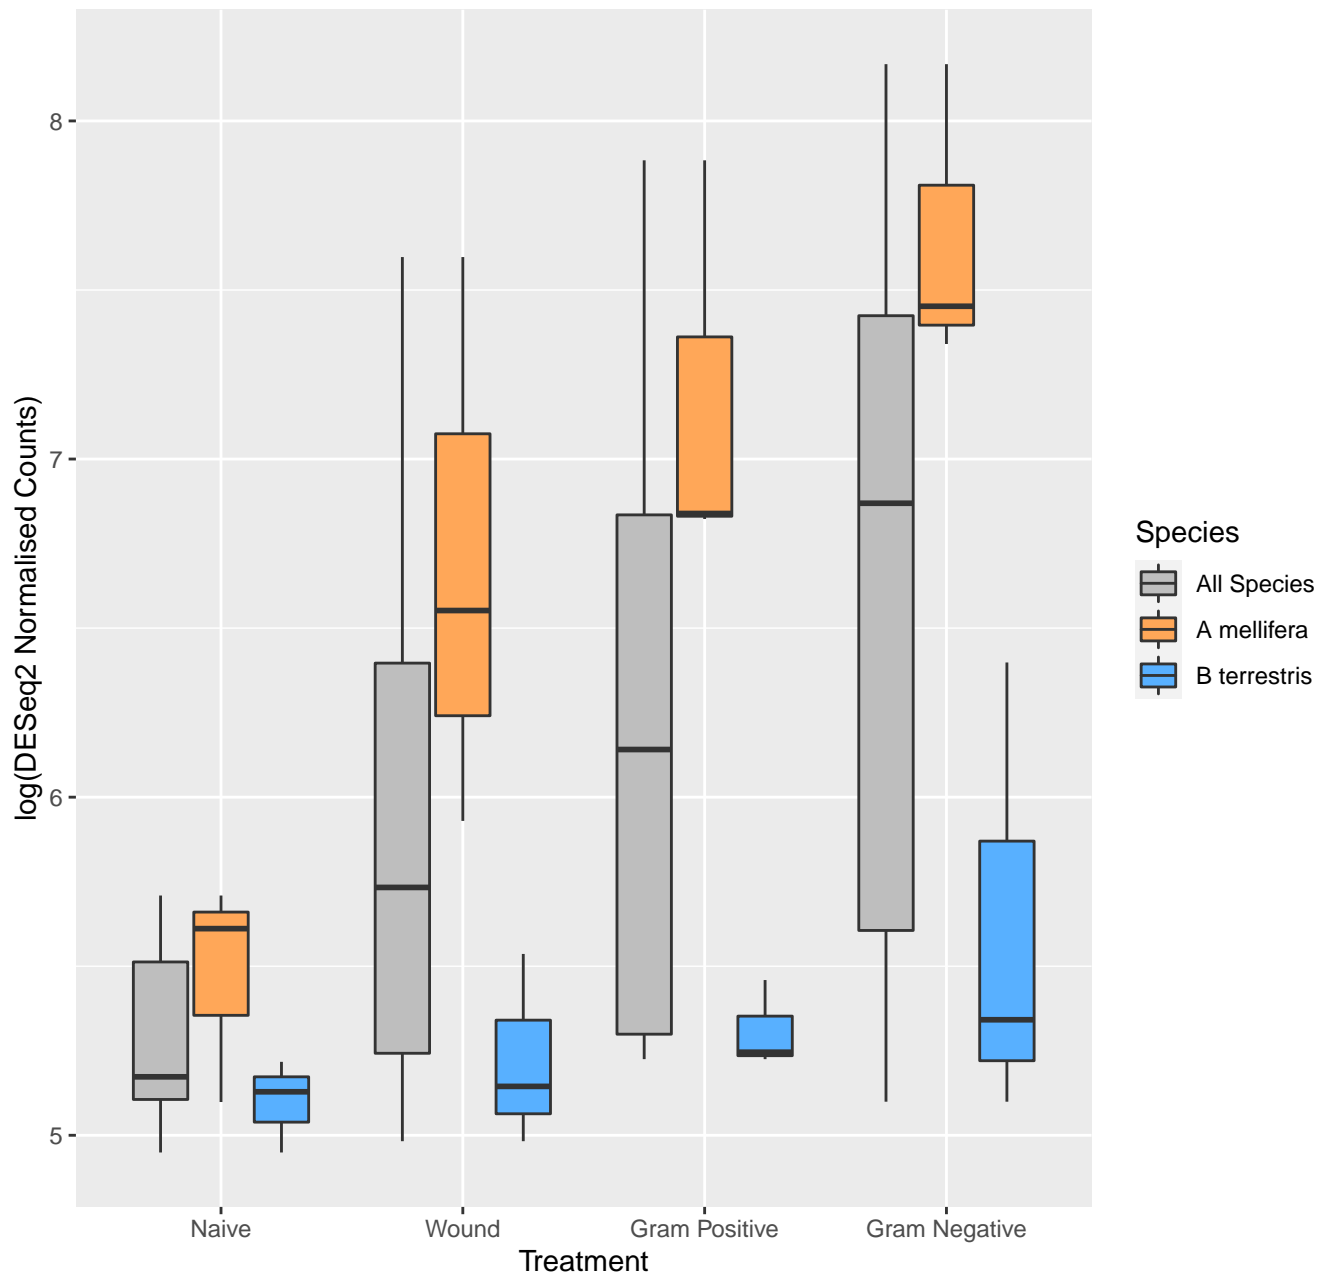 log(DESeq2 Normalised Counts)
8
7
6
5
Naive
Wound
Gram Positive
Gram Negative
Treatment
Species
All Species
A mellifera
B terrestris